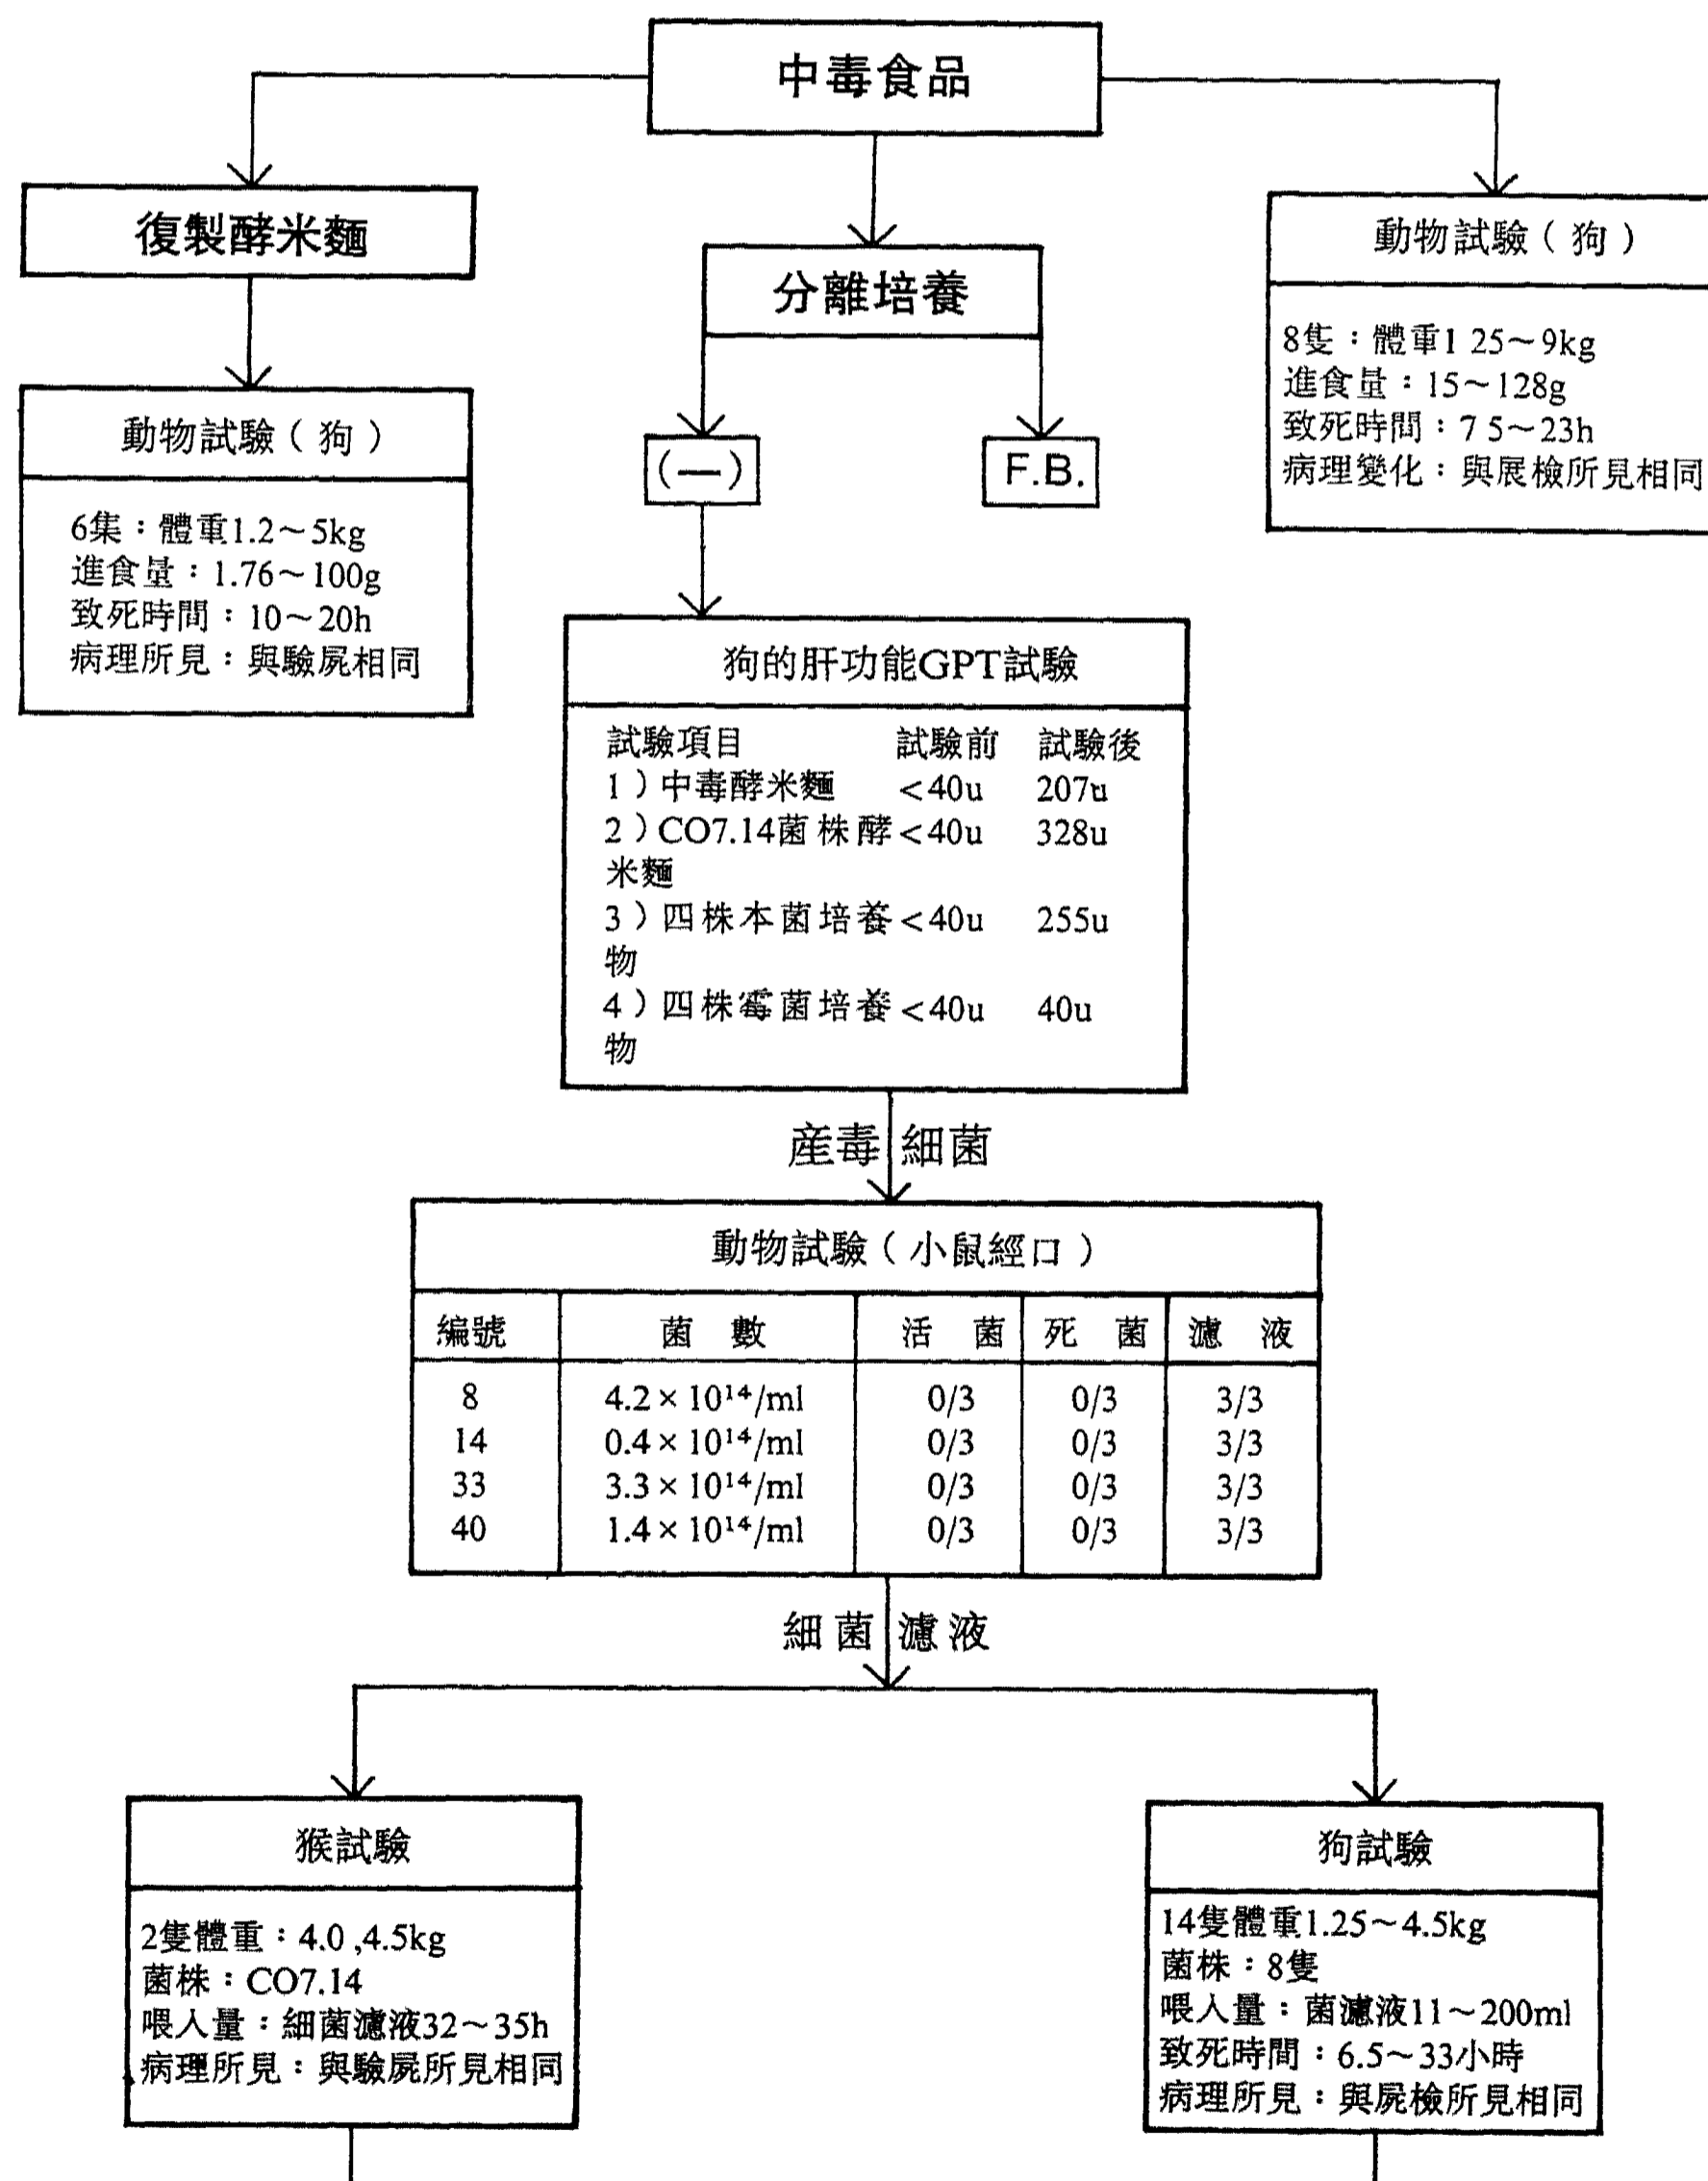 中毒食品
復製酵米麵
動物試驗（狗）
6集：體重1.2～5kg
進食量：1.76～100g
致死時間：10～20h
病理所見：與驗屍相同
分離培養
(—)
F.B.
動物試驗（狗）
8隻：體重1 25～9kg
進食量：15～128g
致死時間：7 5～23h
病理變化：與展檢所見相同
狗的肝功能GPT試驗
試驗項目 試驗前 試驗後
1）中毒酵米麵 <40u 207u
2）CO7.14菌株酵 <40u 328u
米麵
3）四株本菌培養 <40u 255u
物
4）四株霉菌培養 <40u 40u
物
産毒細菌
動物試驗（小鼠經口）
編號 菌數 活菌 死菌 濾液
8 4.2×10¹⁴/ml 0/3 0/3 3/3
14 0.4×10¹⁴/ml 0/3 0/3 3/3
33 3.3×10¹⁴/ml 0/3 0/3 3/3
40 1.4×10¹⁴/ml 0/3 0/3 3/3
細菌濾液
猴試驗
2隻體重：4.0 ,4.5kg
菌株：CO7.14
喂人量：細菌濾液32～35h
病理所見：與驗屍所見相同
狗試驗
14隻體重1.25～4.5kg
菌株：8隻
喂人量：菌濾液11～200ml
致死時間：6.5～33小時
病理所見：與屍檢所見相同